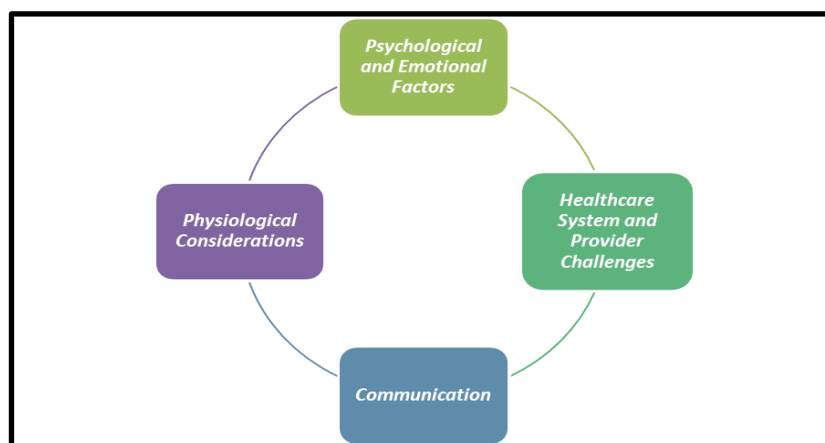 Psychological
and Emotional
Factors
Healthcare
System and
Provider
Challenges
Physiological
Considerations
Communication